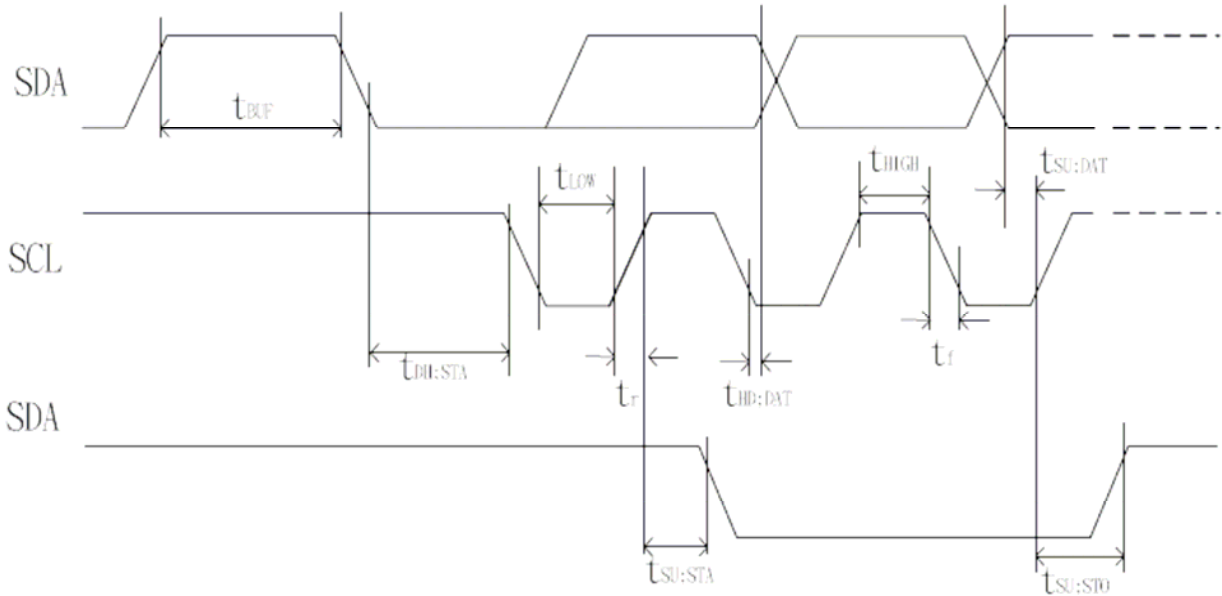 SDA
tBUF
tHIGH
tSU:DAT
tLOW
SCL
tf
tDH:STA
tr
tHD:DAT
SDA
tSU:STA
tSU:STO